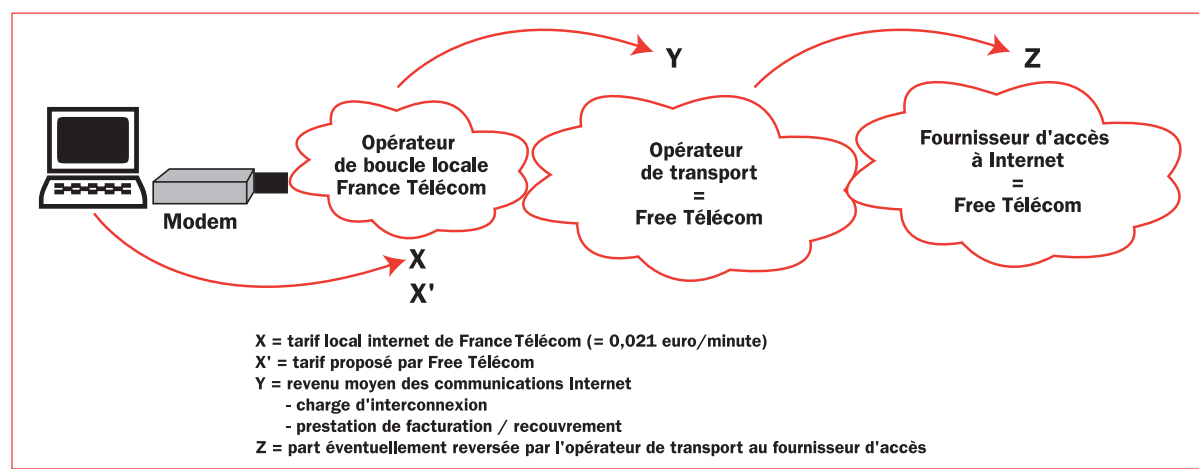 Y
Z
Opérateur
de boucle locale
France Télécom
Opérateur
de transport
=
Free Télécom
Fournisseur d'accès
à Internet
=
Free Télécom
Modem
X
X'
X = tarif local internet de France Télécom (= 0,021 euro/minute)
X' = tarif proposé par Free Télécom
Y = revenu moyen des communications Internet
- charge d'interconnexion
- prestation de facturation / recouvrement
Z = part éventuellement reversée par l'opérateur de transport au fournisseur d'accès